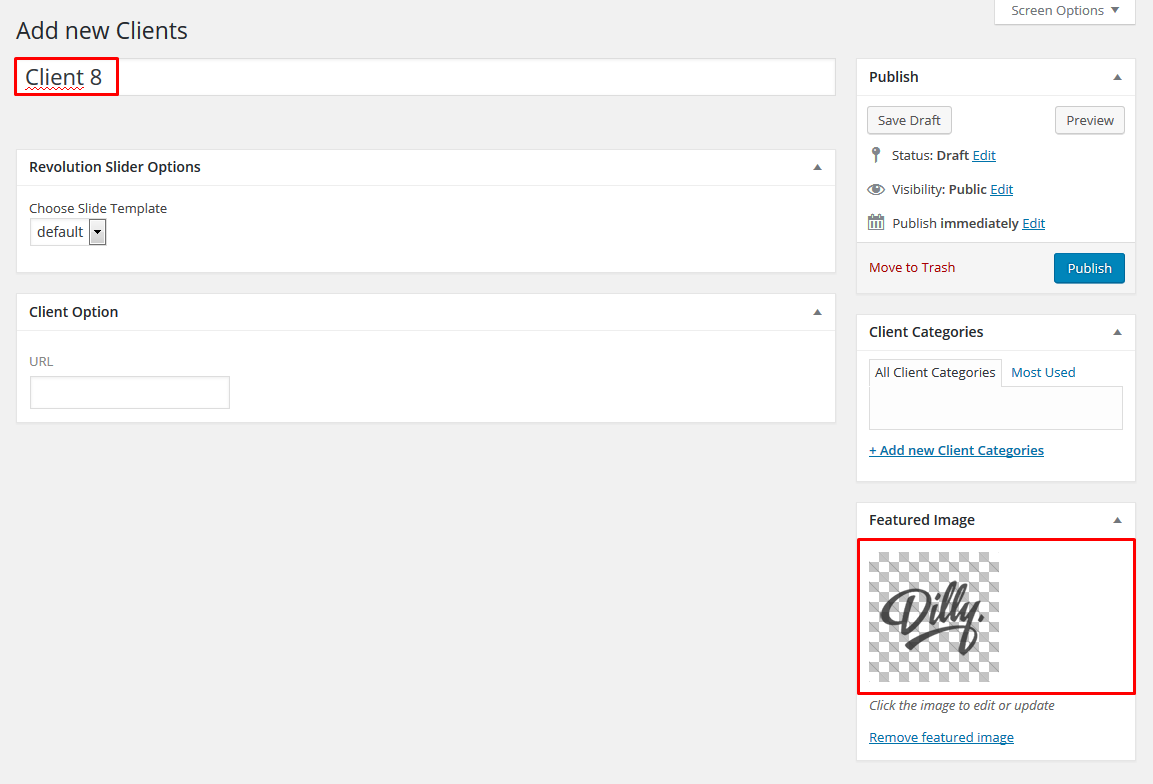 Screen Options
Add new Clients
Client 8
Revolution Slider Options
Choose Slide Template
default
Client Option
URL
Publish
Save Draft Preview
Status: Draft Edit
Visibility: Public Edit
Publish immediately Edit
Move to Trash Publish
Client Categories
All Client Categories Most Used
+ Add new Client Categories
Featured Image
Dilly.
Click the image to edit or update
Remove featured image